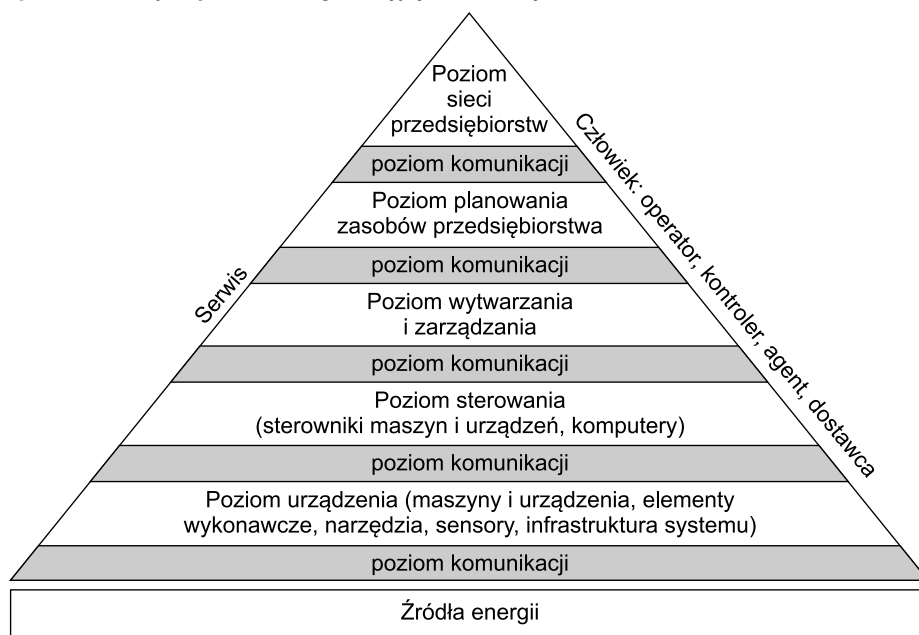 Poziom
sieci
przedsiębiorstw
poziom komunikacji
Poziom planowania
zasobów przedsiębiorstwa
poziom komunikacji
Poziom wytwarzania
i zarządzania
poziom komunikacji
Poziom sterowania
(sterowniki maszyn i urządzeń, komputery)
poziom komunikacji
Poziom urządzenia (maszyny i urządzenia, elementy
wykonawcze, narzędzia, sensory, infrastruktura systemu)
poziom komunikacji
Źródła energii
Serwis
Człowiek: operator, kontroler, agent, dostawca